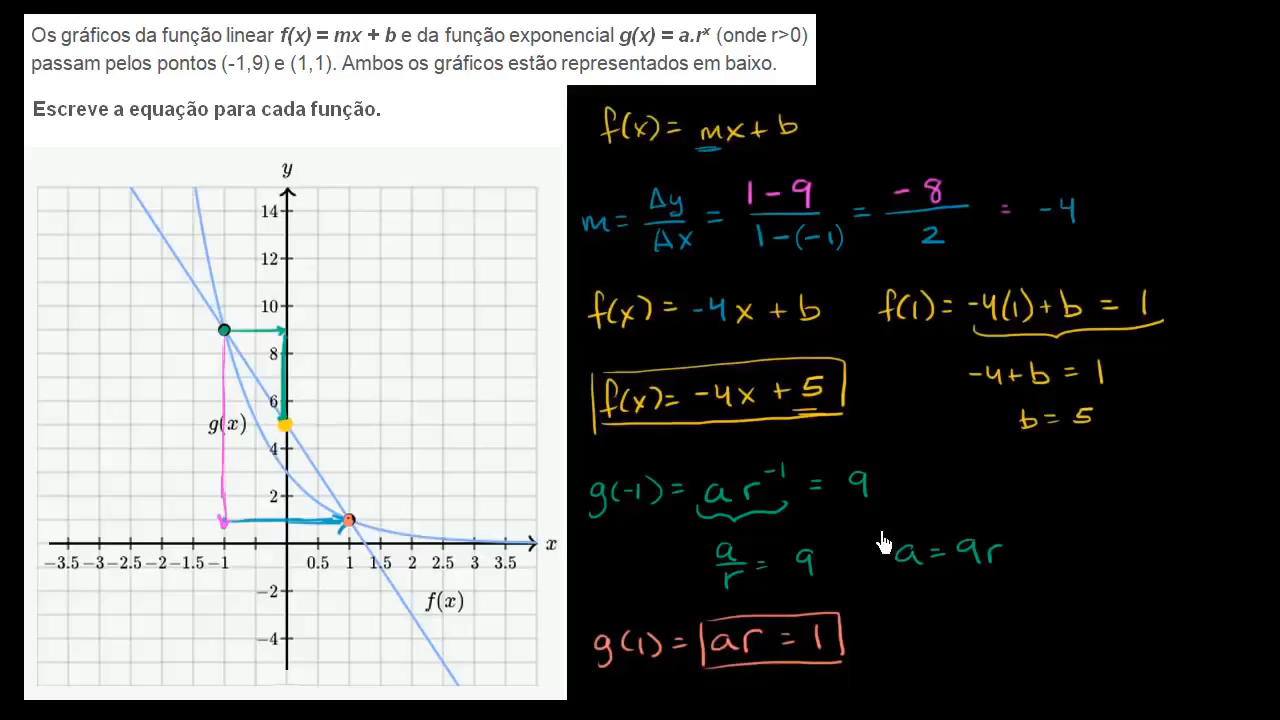 Os gráficos da função linear f(x) = mx + b e da função exponencial g(x) = a.rˣ (onde r>0)
passam pelos pontos (-1,9) e (1,1). Ambos os gráficos estão representados em baixo.
Escreve a equação para cada função.
y
14
12
10
8
6
4
2
−2
−4
−3.5 −3 −2.5 −2 −1.5 −1 0.5 1 1.5 2 2.5 3 3.5
x
g(x)
f(x)
f(x) = mx + b
m = Δy/Δx = (1 - 9)/(1 - (-1)) = -8/2 = -4
f(x) = -4x + b
f(1) = -4(1) + b = 1
-4 + b = 1
b = 5
f(x) = -4x + 5
g(-1) = ar⁻¹ = 9
a/r = 9
a = 9r
g(1) = ar = 1